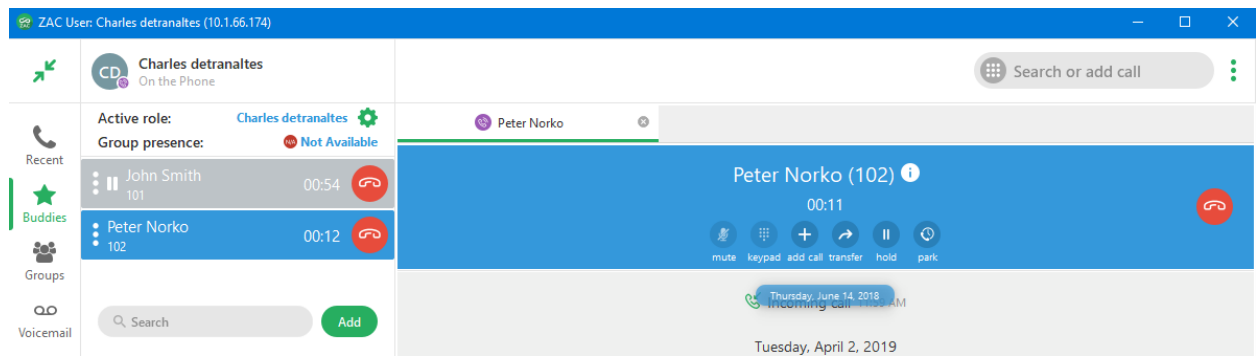 ZAC User: Charles detranaltes (10.1.66.174)
CD Charles detranaltes
On the Phone
Search or add call
Recent
Buddies
Groups
Voicemail
Active role: Charles detranaltes
Group presence: N/A Not Available
John Smith
101
00:54
Peter Norko
102
00:12
Search
Add
Peter Norko
Peter Norko (102)
00:11
mute keypad add call transfer hold park
Thursday, June 14, 2018
Incoming call AM
Tuesday, April 2, 2019